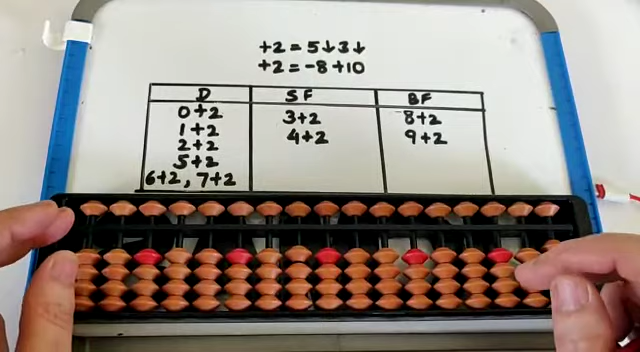 +2 = 5↓3↓
+2 = -8+10
D SF BF
0+2 3+2 8+2
1+2 4+2 9+2
2+2
5+2
6+2, 7+2